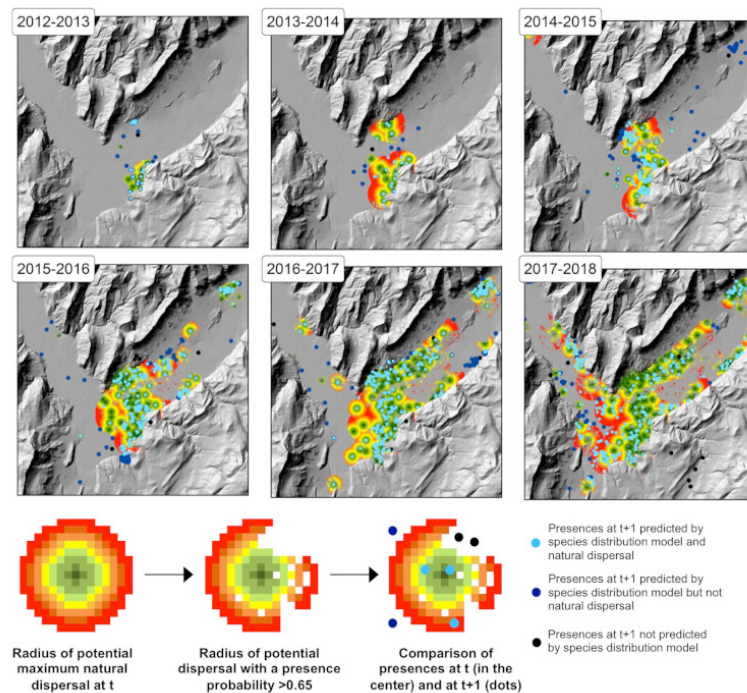 2012-2013
2013-2014
2014-2015
2015-2016
2016-2017
2017-2018
Presences at t+1 predicted by
species distribution model and
natural dispersal
Presences at t+1 predicted by
species distribution model but not
natural dispersal
Presences at t+1 not predicted
by species distribution model
Radius of potential
maximum natural
dispersal at t
Radius of potential
dispersal with a presence
probability >0.65
Comparison of
presences at t (in the
center) and at t+1 (dots)